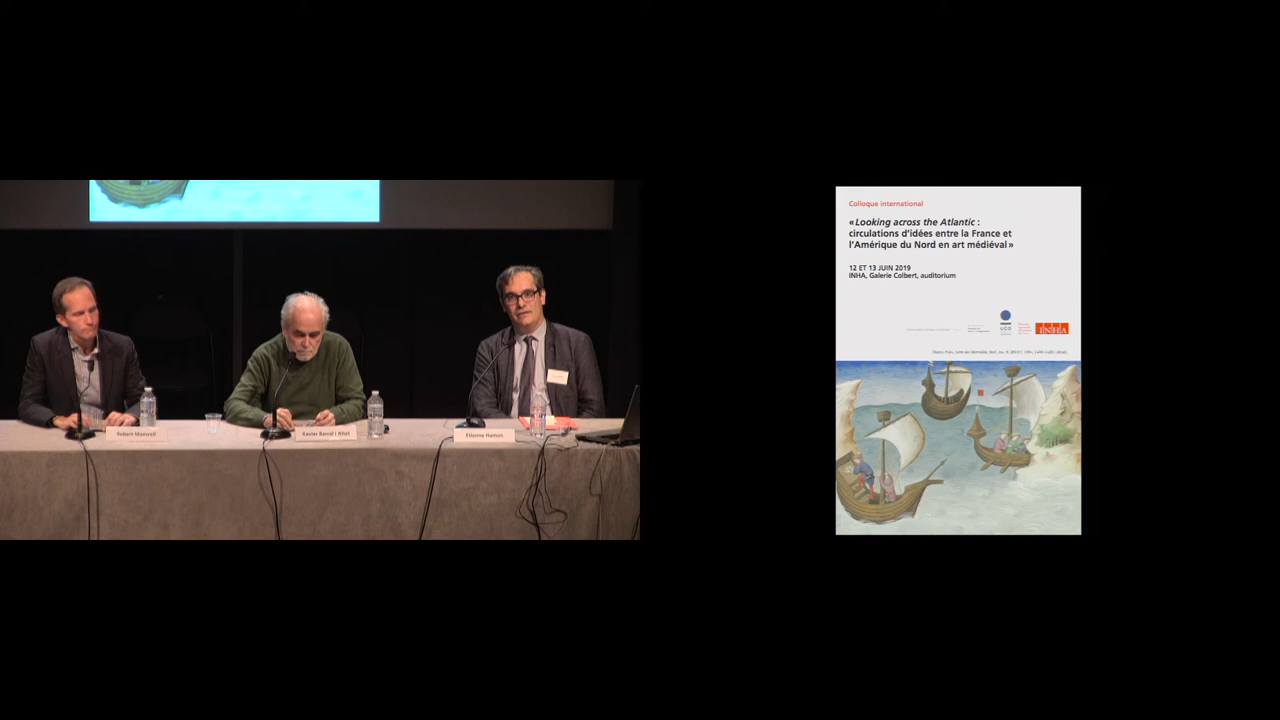 Robert Maxwell
Xavier Barral i Altet
Etienne Hamon
Colloque international
« Looking across the Atlantic :
circulations d'idées entre la France et
l'Amérique du Nord en art médiéval »
12 ET 13 JUIN 2019
INHA, Galerie Colbert, auditorium
INHA